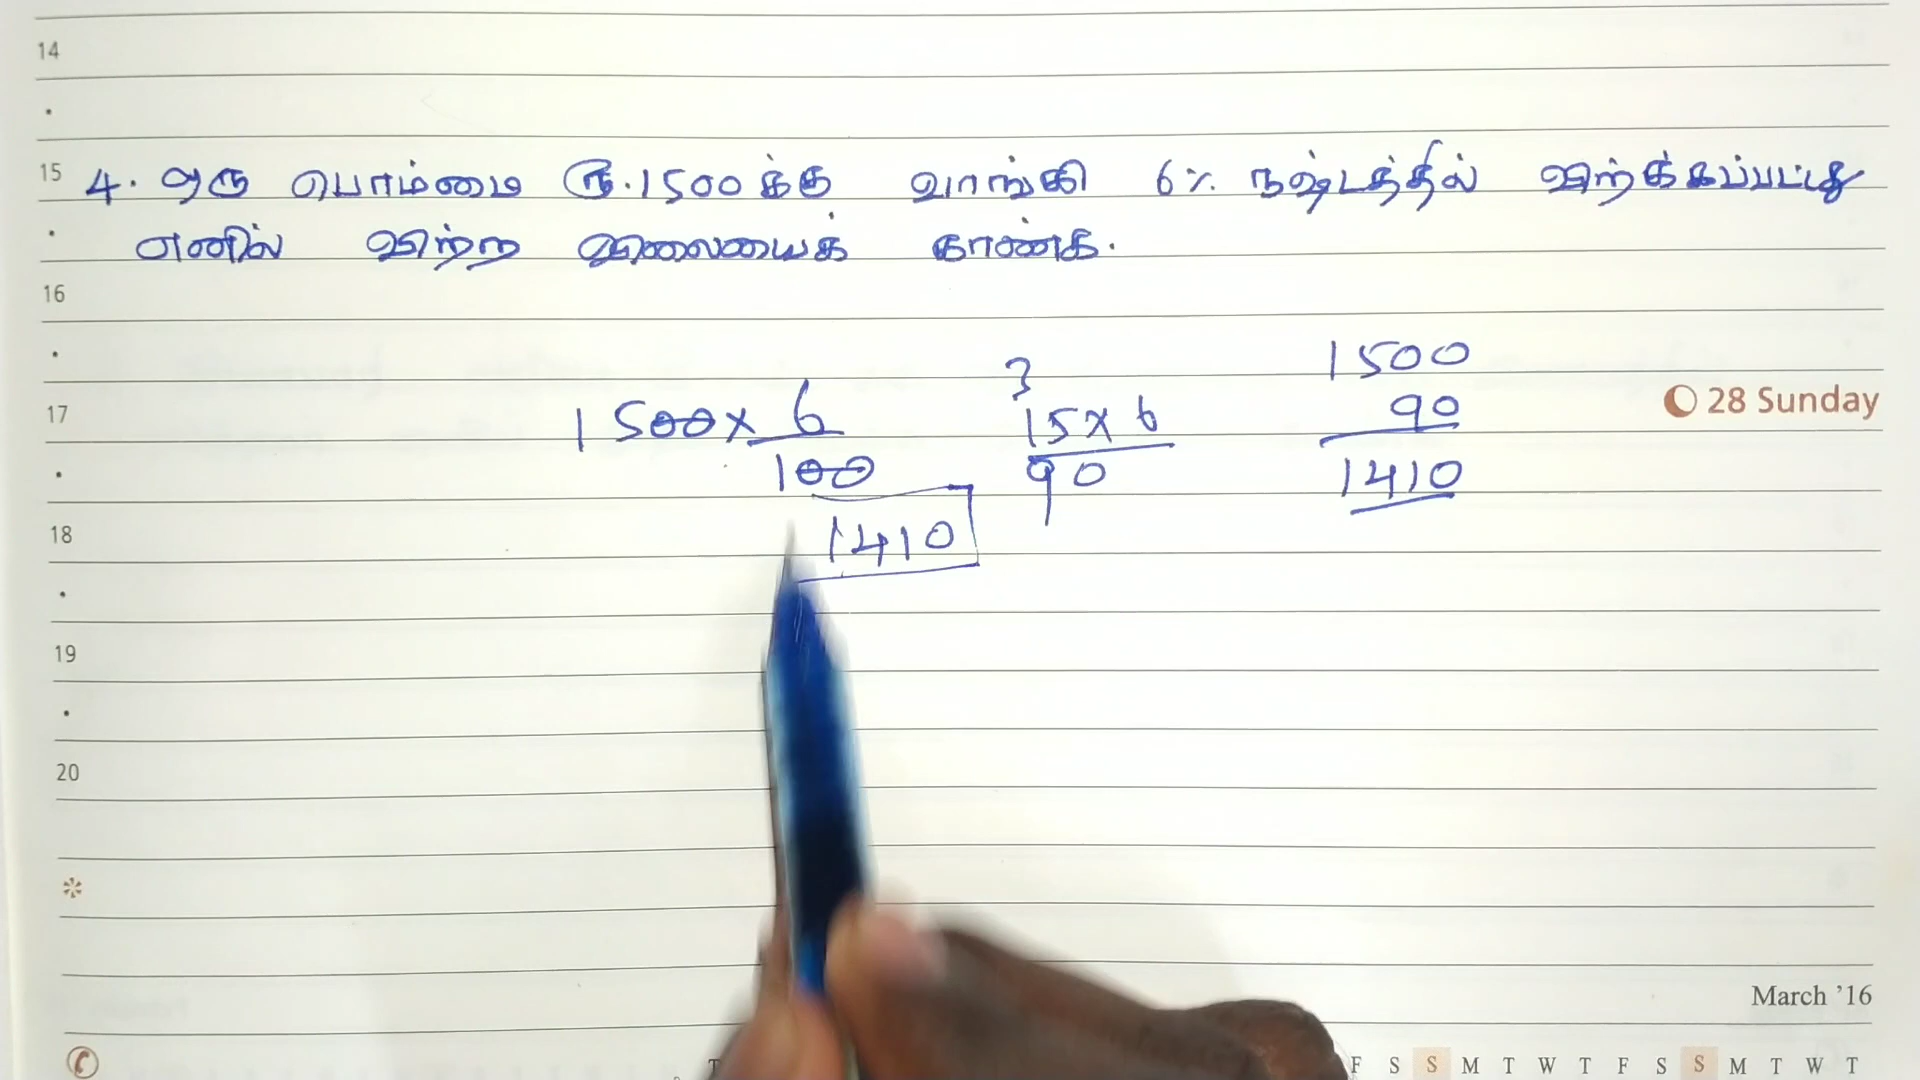 14
15 4. ஒரு பொம்மை ரூ.1500க்கு வாங்கி 6% நஷ்டத்தில் விற்க்கப்பட்டது
எனில் விற்ற விலையைக் காண்க.
16
1500
3
17 1500 × 6 15 × 6 90 28 Sunday
100 90 1410
18 1410
19
20
March ’16
T F S S M T W T F S S M T W T